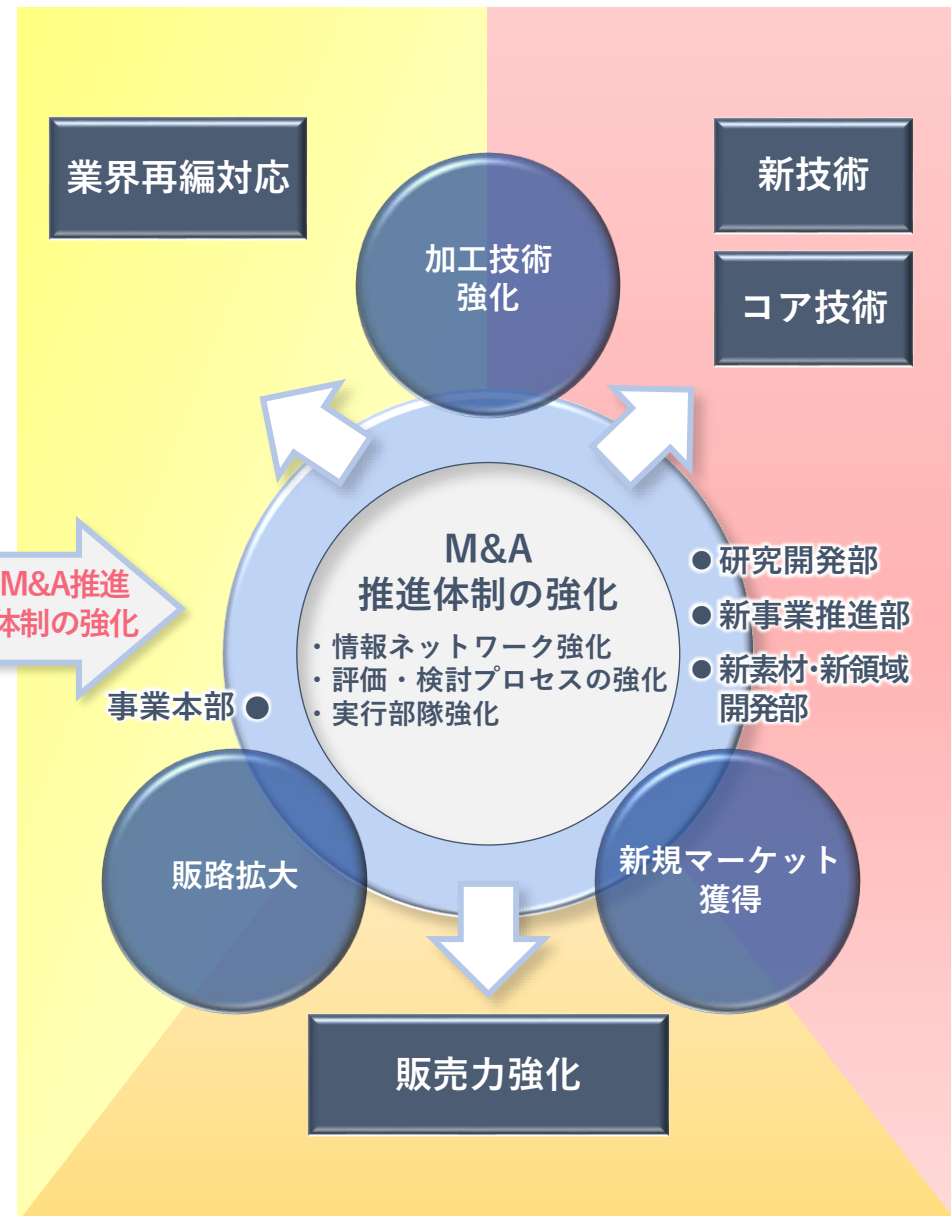 業界再編対応
新技術
コア技術
加工技術
強化
M&A推進
体制の強化
M&A
推進体制の強化
・情報ネットワーク強化
・評価・検討プロセスの強化
・実行部隊強化
●研究開発部
●新事業推進部
●新素材・新領域
開発部
事業本部●
販路拡大
新規マーケット
獲得
販売力強化